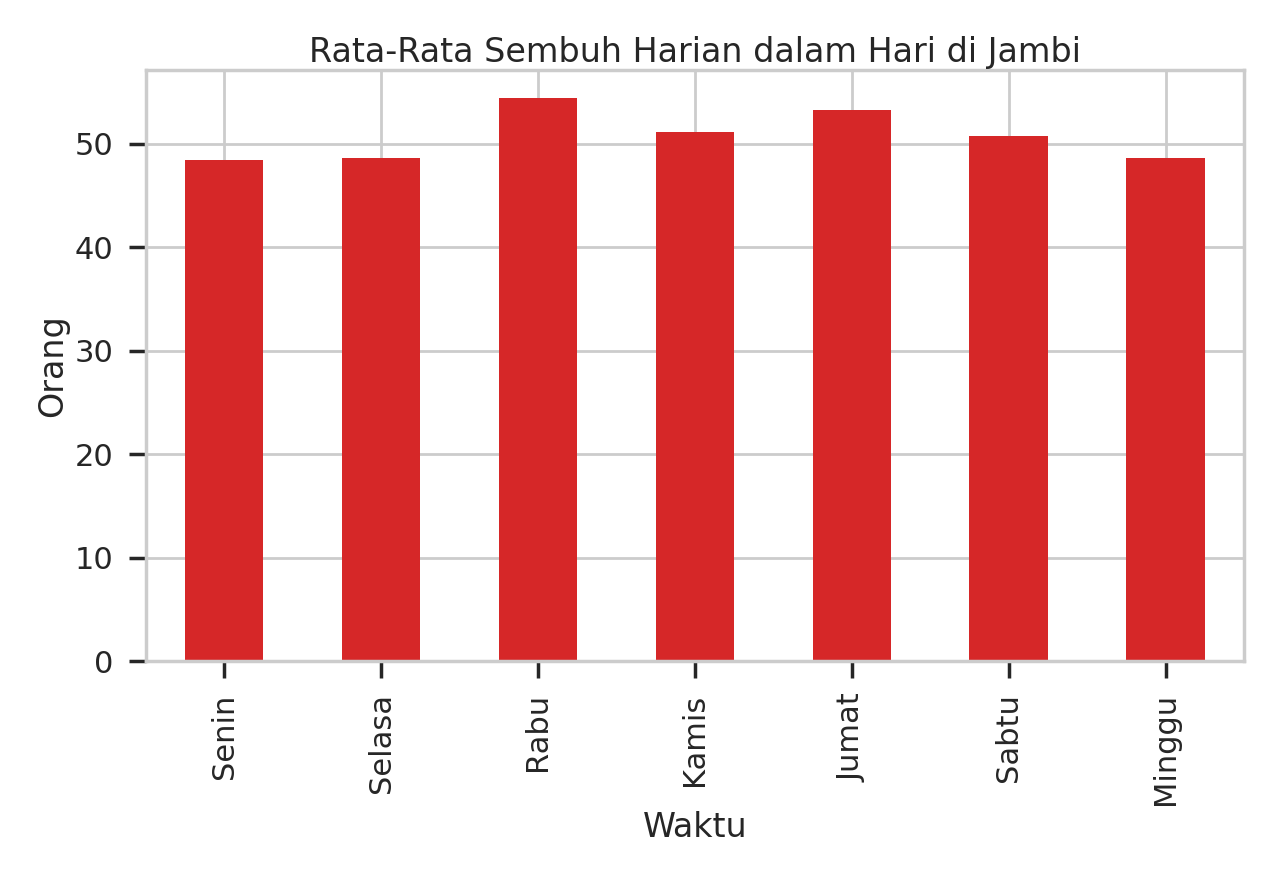 Rata-Rata Sembuh Harian dalam Hari di Jambi
50
40
30
20
10
0
Orang
Senin
Selasa
Rabu
Kamis
Jumat
Sabtu
Minggu
Waktu